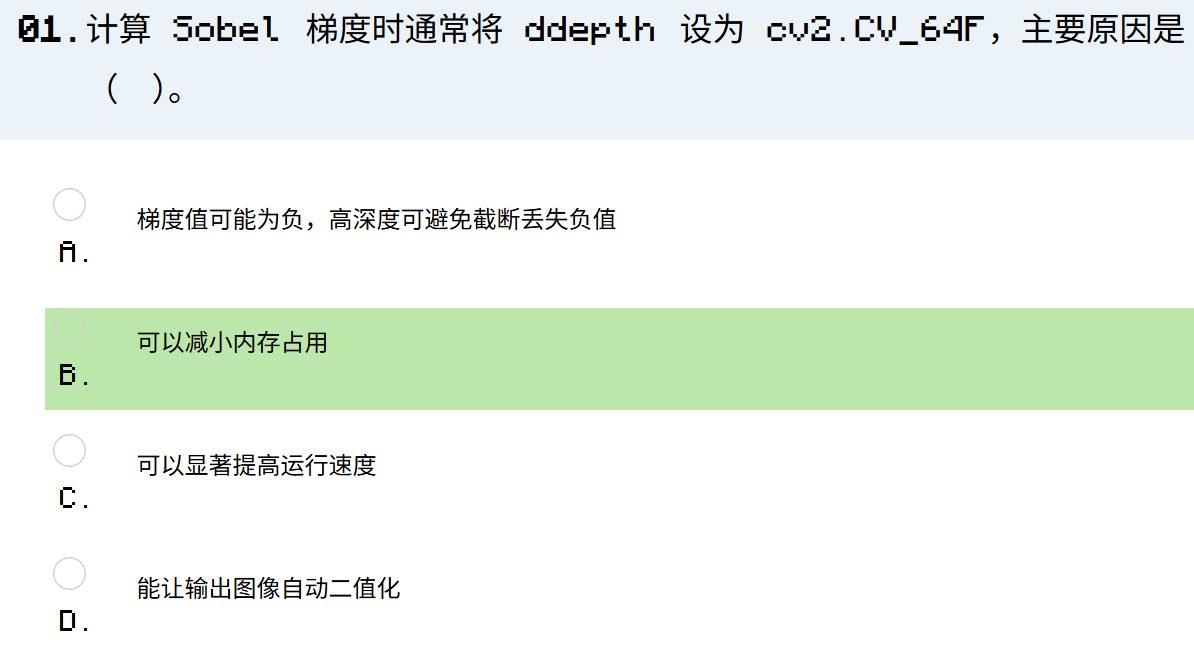 01.计算 Sobel 梯度时通常将 ddepth 设为 cv2.CV_64F，主要原因是
（ ）。
梯度值可能为负，高深度可避免截断丢失负值
A.
可以减小内存占用
B.
可以显著提高运行速度
C.
能让输出图像自动二值化
D.